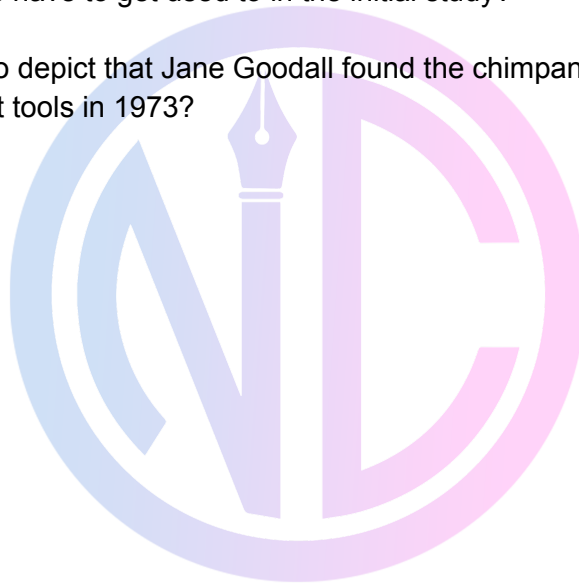 have to get used to in the initial study?
depict that Jane Goodall found the chimpan
tools in 1973?
NC